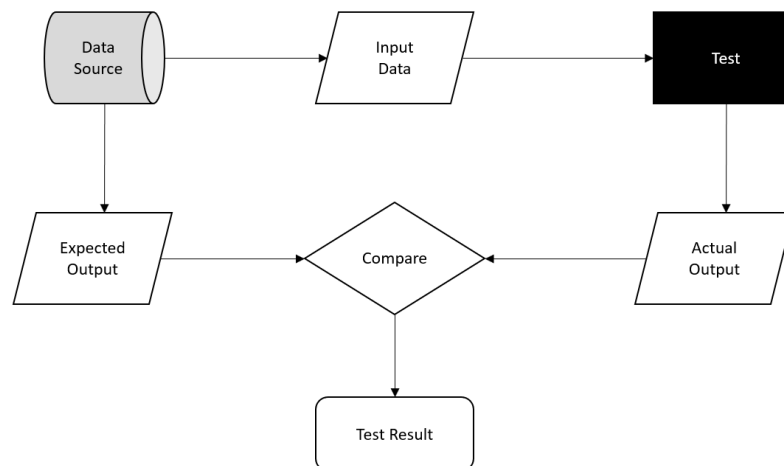 Data
Source
Input
Data
Test
Expected
Output
Compare
Actual
Output
Test Result